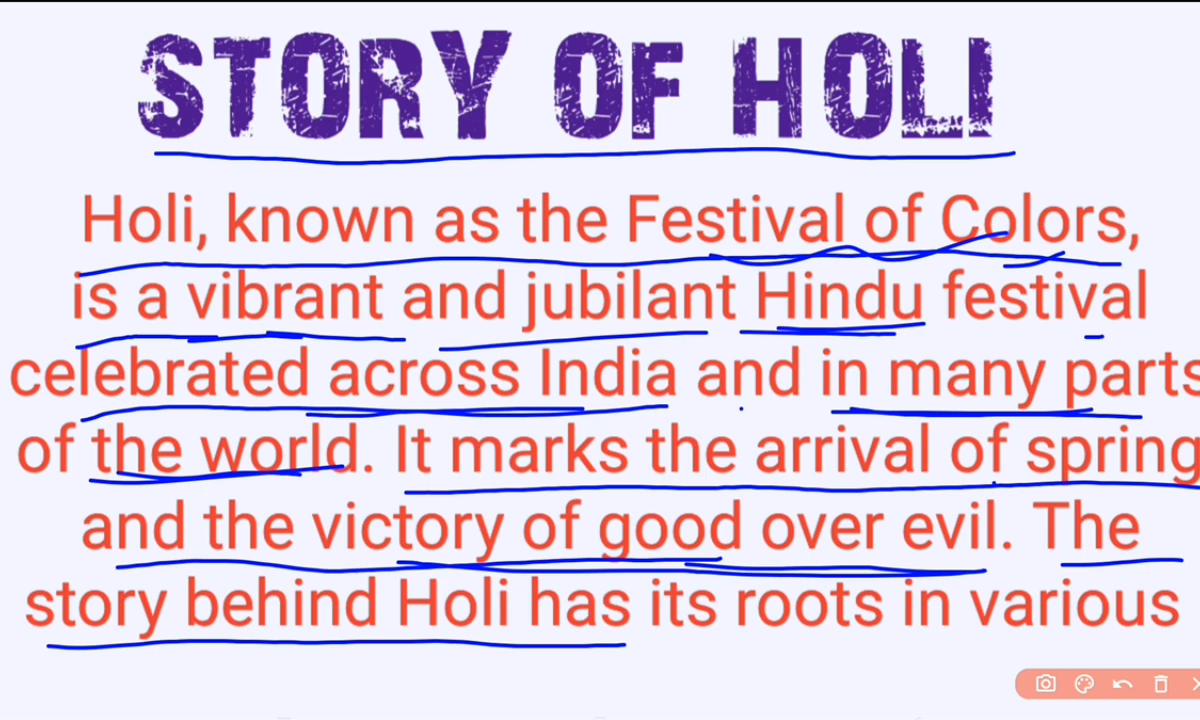 STORY OF HOLI
Holi, known as the Festival of Colors,
is a vibrant and jubilant Hindu festival
celebrated across India and in many parts
of the world. It marks the arrival of spring
and the victory of good over evil. The
story behind Holi has its roots in various